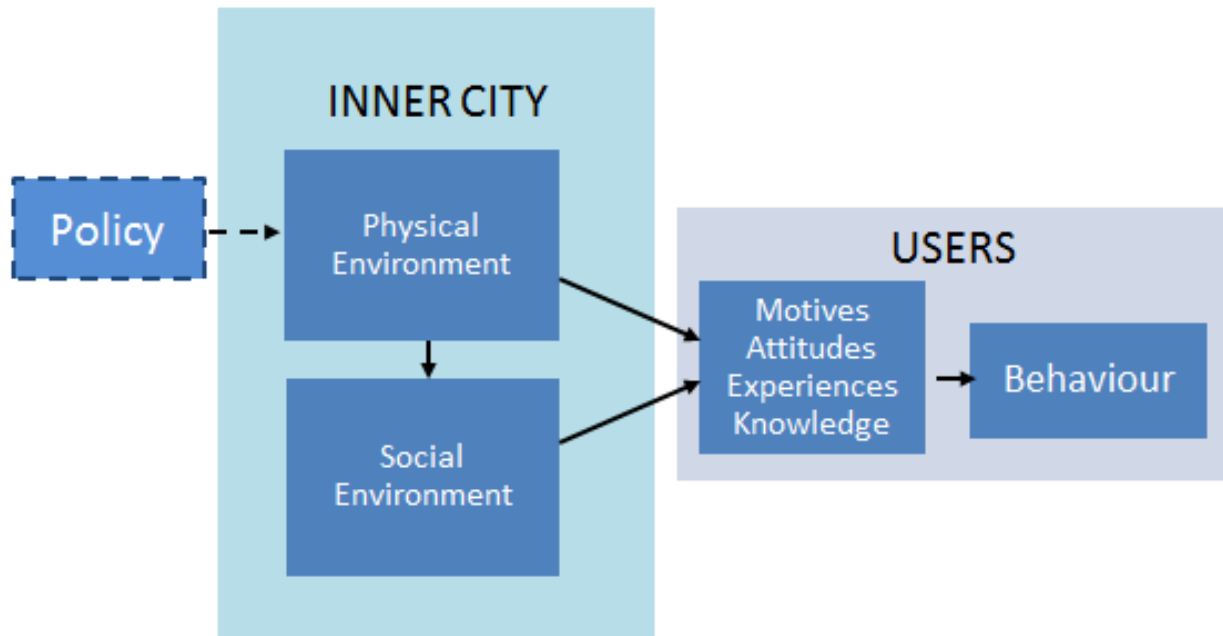 INNER CITY
Policy
Physical
Environment
Social
Environment
USERS
Motives
Attitudes
Experiences
Knowledge
Behaviour